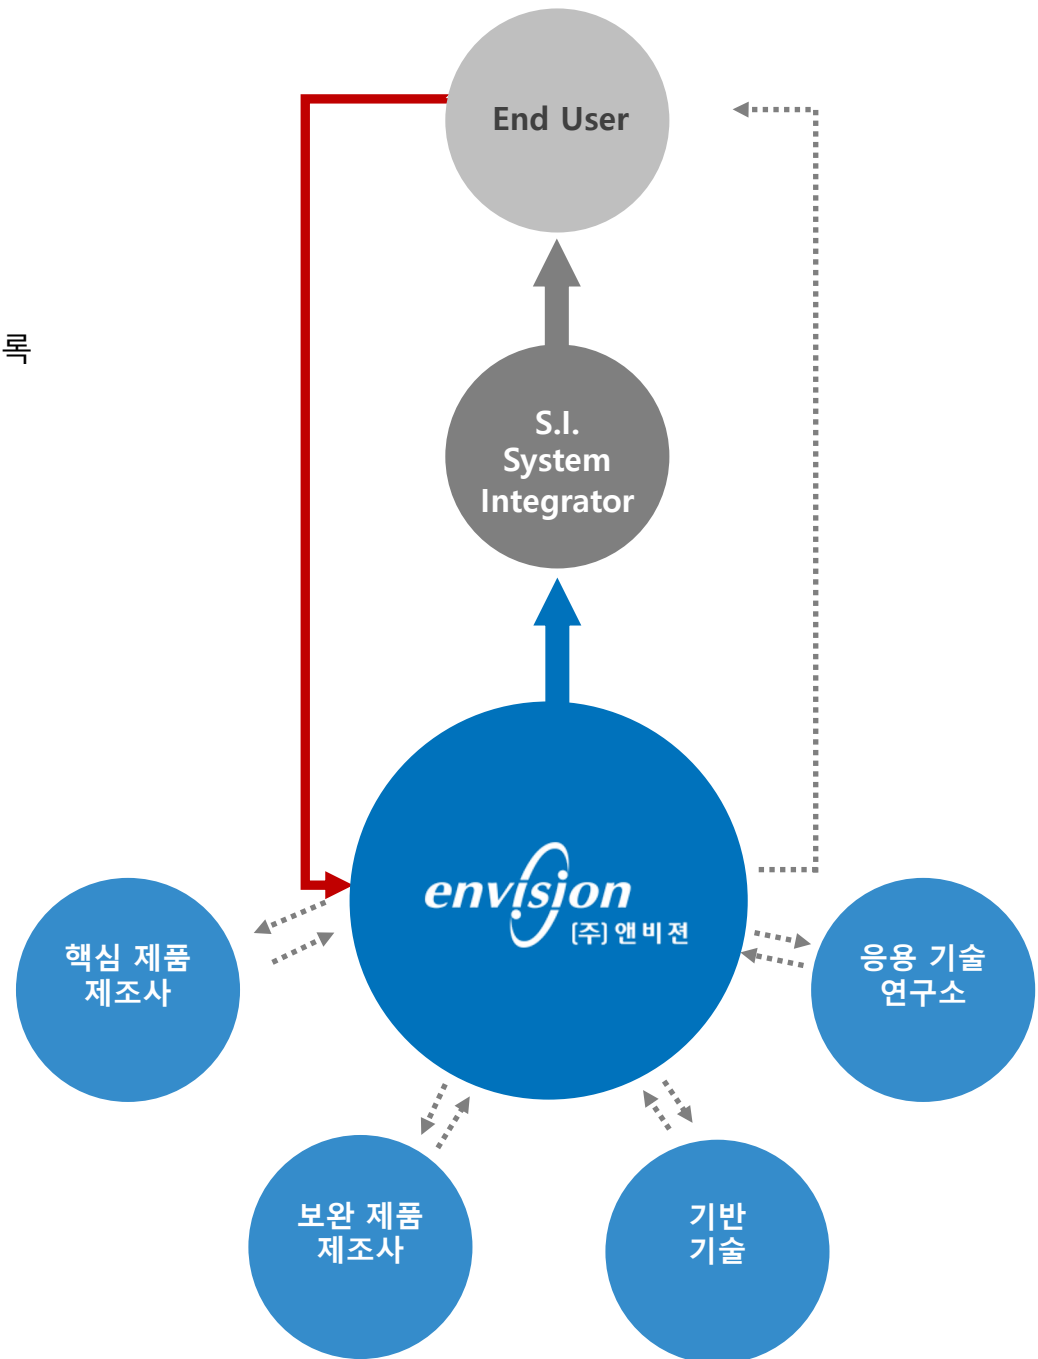 End User
록
S.I.
System
Integrator
envision
(주) 앤비젼
핵심 제품
제조사
응용 기술
연구소
보완 제품
제조사
기반
기술